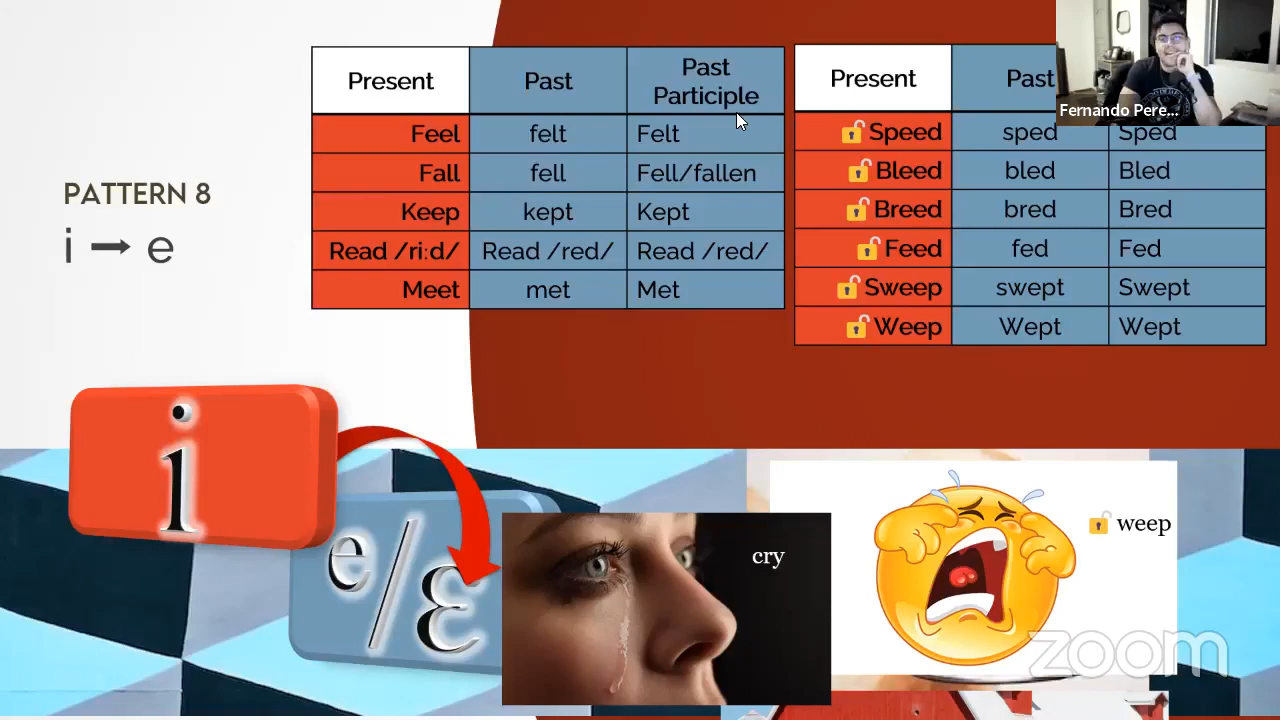 PATTERN 8
i → e
Present Past Past Participle
Feel felt Felt
Fall fell Fell/fallen
Keep kept Kept
Read /ri:d/ Read /red/ Read /red/
Meet met Met
Present Past
Speed sped Sped
Bleed bled Bled
Breed bred Bred
Feed fed Fed
Sweep swept Swept
Weep Wept Wept
Fernando Pere...
i
e/ɛ
cry
weep
zoom